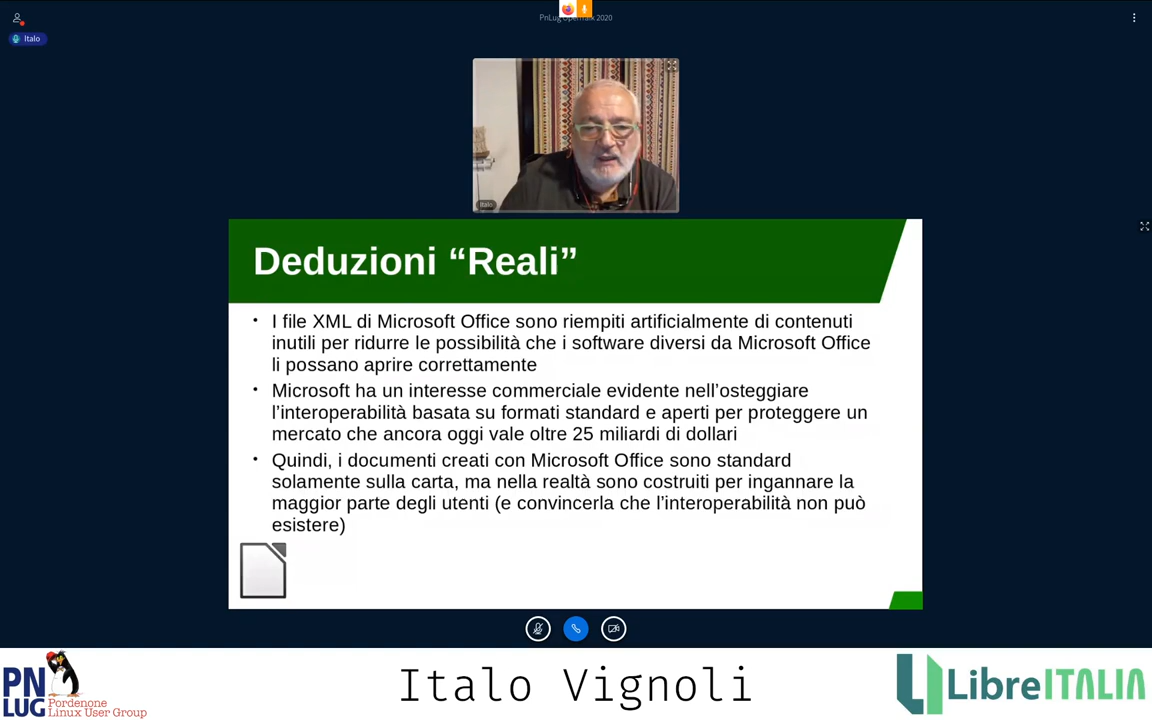 PnLug OpenTalk 2020
Italo
Italo
Deduzioni “Reali”
• I file XML di Microsoft Office sono riempiti artificialmente di contenuti
inutili per ridurre le possibilità che i software diversi da Microsoft Office
li possano aprire correttamente
• Microsoft ha un interesse commerciale evidente nell’osteggiare
l’interoperabilità basata su formati standard e aperti per proteggere un
mercato che ancora oggi vale oltre 25 miliardi di dollari
• Quindi, i documenti creati con Microsoft Office sono standard
solamente sulla carta, ma nella realtà sono costruiti per ingannare la
maggior parte degli utenti (e convincerla che l’interoperabilità non può
esistere)
PN
LUG
Pordenone
Linux User Group
Italo Vignoli
LibreITALIA